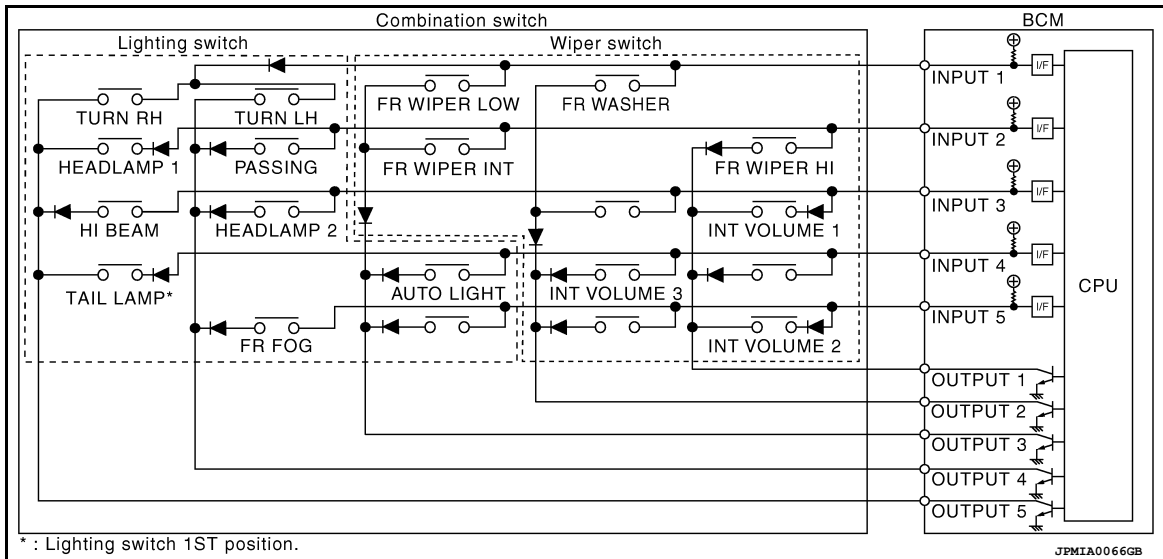 Combination switch
BCM
Lighting switch
Wiper switch
INPUT 1
I/F
TURN RH
TURN LH
FR WIPER LOW
FR WASHER
INPUT 2
I/F
HEADLAMP 1
PASSING
FR WIPER INT
FR WIPER HI
INPUT 3
I/F
HI BEAM
HEADLAMP 2
INT VOLUME 1
INPUT 4
I/F
TAIL LAMP*
AUTO LIGHT
INT VOLUME 3
CPU
INPUT 5
I/F
FR FOG
INT VOLUME 2
OUTPUT 1
OUTPUT 2
OUTPUT 3
OUTPUT 4
OUTPUT 5
* : Lighting switch 1ST position.
JPMIA0066GB